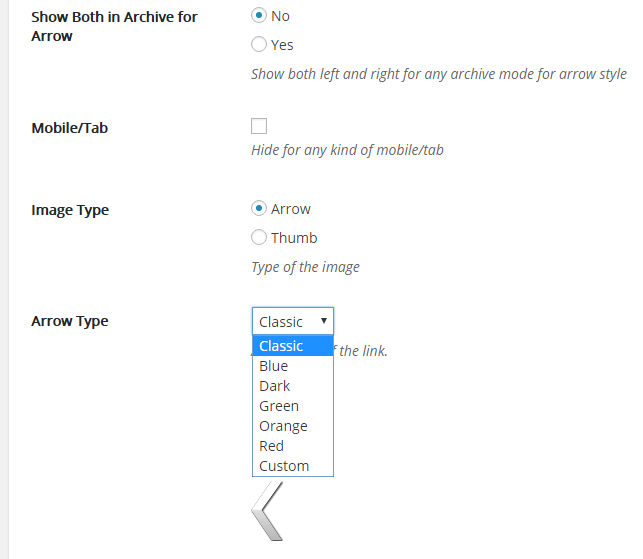 Show Both in Archive for
Arrow
No
Yes
Show both left and right for any archive mode for arrow style
Mobile/Tab
Hide for any kind of mobile/tab
Image Type
Arrow
Thumb
Type of the image
Arrow Type
Classic
Classic
the link.
Blue
Dark
Green
Orange
Red
Custom